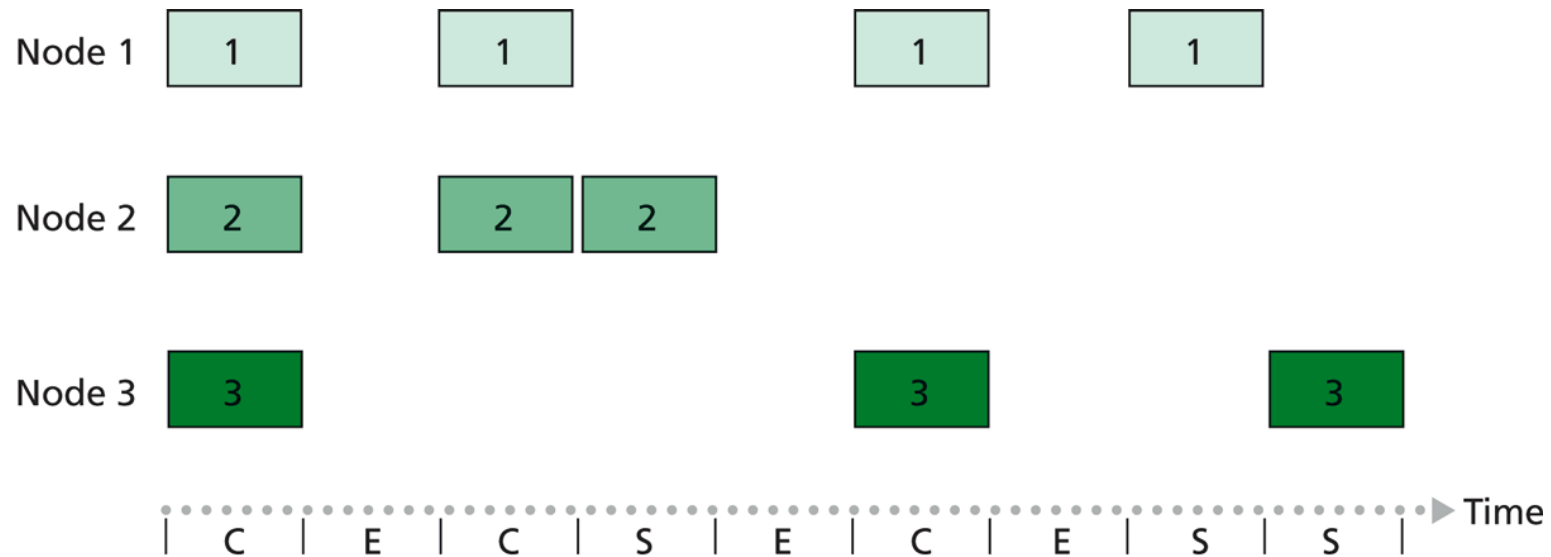 Node 1 1 1 1 1
Node 2 2 2 2
Node 3 3 3 3
Time
C E C S E C E S S